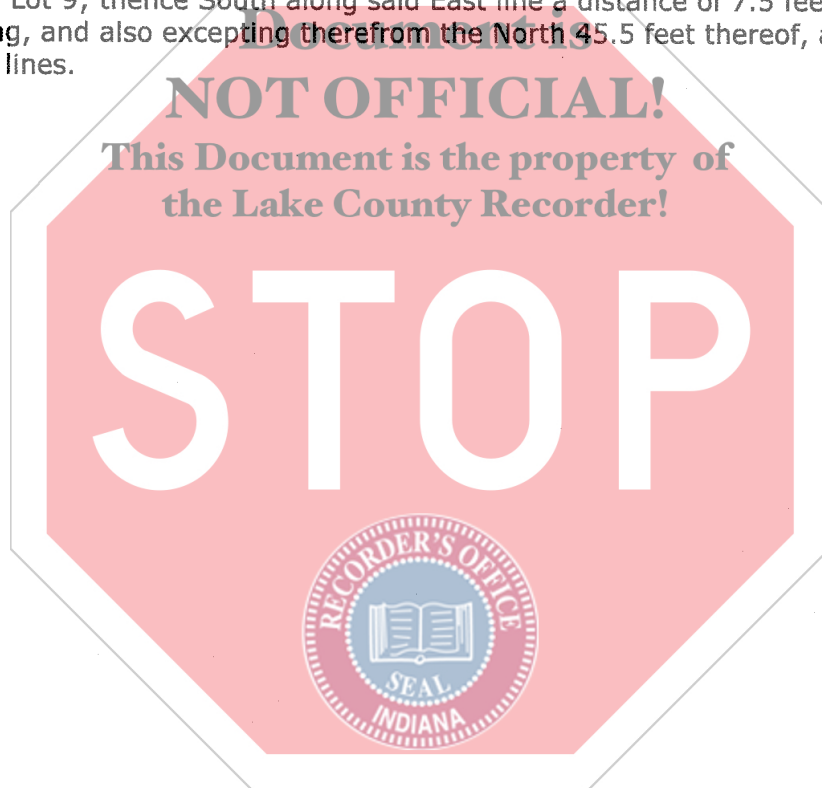 Lot 9, thence South along said East line a distance of 7.5 feet
g, and also excepting therefrom the North 45.5 feet thereof,
lines.
Document is
NOT OFFICIAL!
This Document is the property of
the Lake County Recorder!
STOP
RECORDER'S OFFICE
SEAL
INDIANA